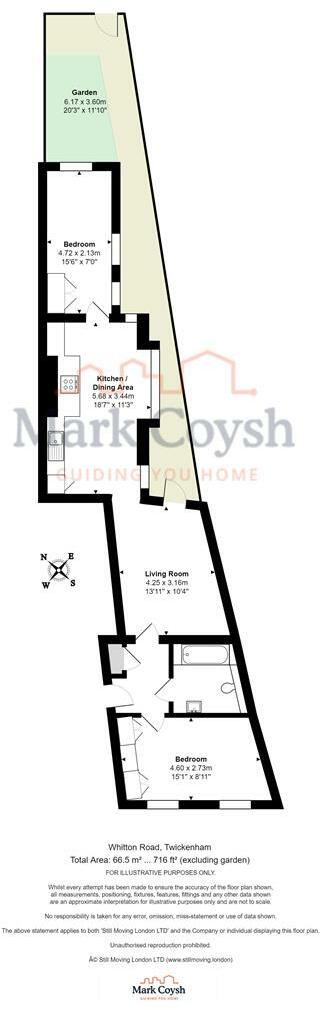 Garden
6.17 x 3.60m
20'3" x 11'10"
Bedroom
4.72 x 2.13m
15'6" x 7'0"
Kitchen /
Dining Area
5.68 x 3.44m
18'7" x 11'3"
Mark Coysh
GUIDING YOU HOME
N E
W S
Living Room
4.25 x 3.16m
13'11" x 10'4"
Bedroom
4.60 x 2.73m
15'1" x 8'11"
Whitton Road, Twickenham
Total Area: 66.5 m² ... 716 ft² (excluding garden)
FOR ILLUSTRATIVE PURPOSES ONLY.
Whilst every attempt has been made to ensure the accuracy of the floor plan shown,
all measurements, positioning, fixtures, features, fittings and any other data shown
are an approximate interpretation for illustrative purposes only and are not to scale.
No responsibility is taken for any error, omission, miss-statement or use of data shown.
The above statement applies to both 'Still Moving London LTD' and the Company or individual displaying this floor plan.
Unauthorised reproduction prohibited.
Â© Still Moving London LTD (www.stillmoving.london)
Mark Coysh
GUIDING YOU HOME